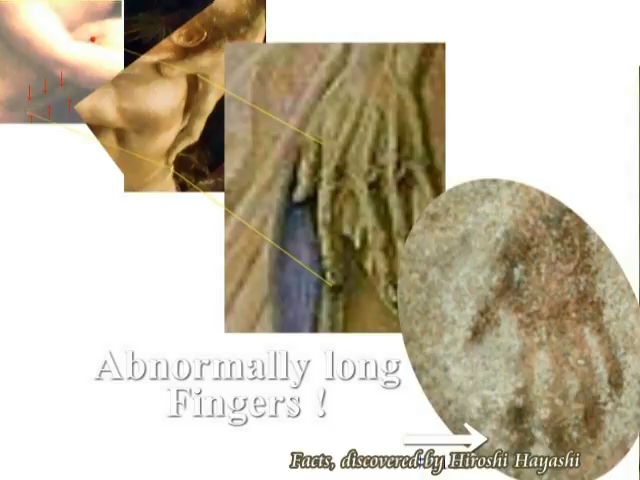 Abnormally long
Fingers !
Facts, discovered by Hiroshi Hayashi